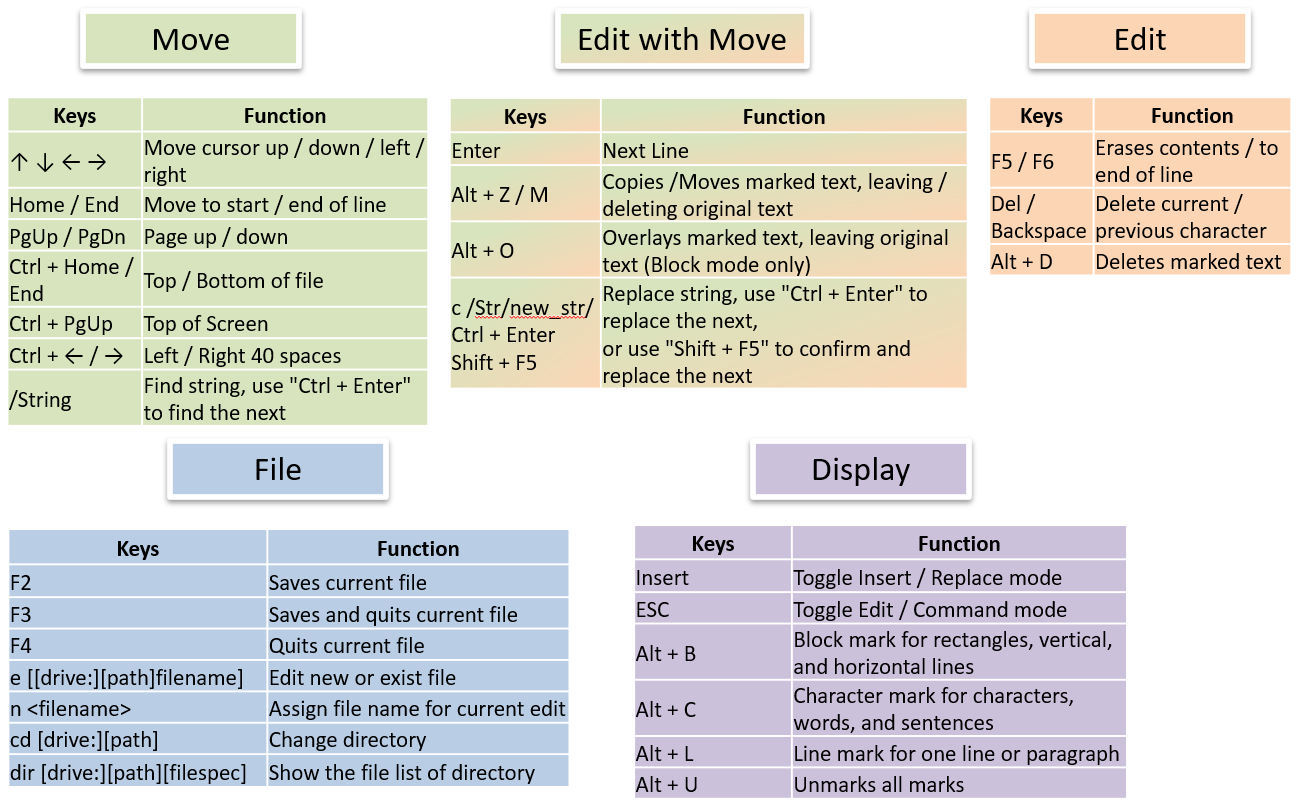 Move
Keys Function
↑ ↓ ← → Move cursor up / down / left /
right
Home / End Move to start / end of line
PgUp / PgDn Page up / down
Ctrl + Home /
End Top / Bottom of file
Ctrl + PgUp Top of Screen
Ctrl + ← / → Left / Right 40 spaces
/String Find string, use "Ctrl + Enter"
to find the next
Edit with Move
Keys Function
Enter Next Line
Alt + Z / M Copies /Moves marked text, leaving /
deleting original text
Alt + O Overlays marked text, leaving original
text (Block mode only)
c /Str/new_str/
Ctrl + Enter
Shift + F5
Replace string, use "Ctrl + Enter" to
replace the next,
or use "Shift + F5" to confirm and
replace the next
Edit
Keys Function
F5 / F6 Erases contents / to
end of line
Del /
Backspace
Delete current /
previous character
Alt + D Deletes marked text
File
Keys Function
F2 Saves current file
F3 Saves and quits current file
F4 Quits current file
e [[drive:][path]filename] Edit new or exist file
n <filename> Assign file name for current edit
cd [drive:][path] Change directory
dir [drive:][path][filespec] Show the file list of directory
Display
Keys Function
Insert Toggle Insert / Replace mode
ESC Toggle Edit / Command mode
Alt + B Block mark for rectangles, vertical,
and horizontal lines
Alt + C Character mark for characters,
words, and sentences
Alt + L Line mark for one line or paragraph
Alt + U Unmarks all marks